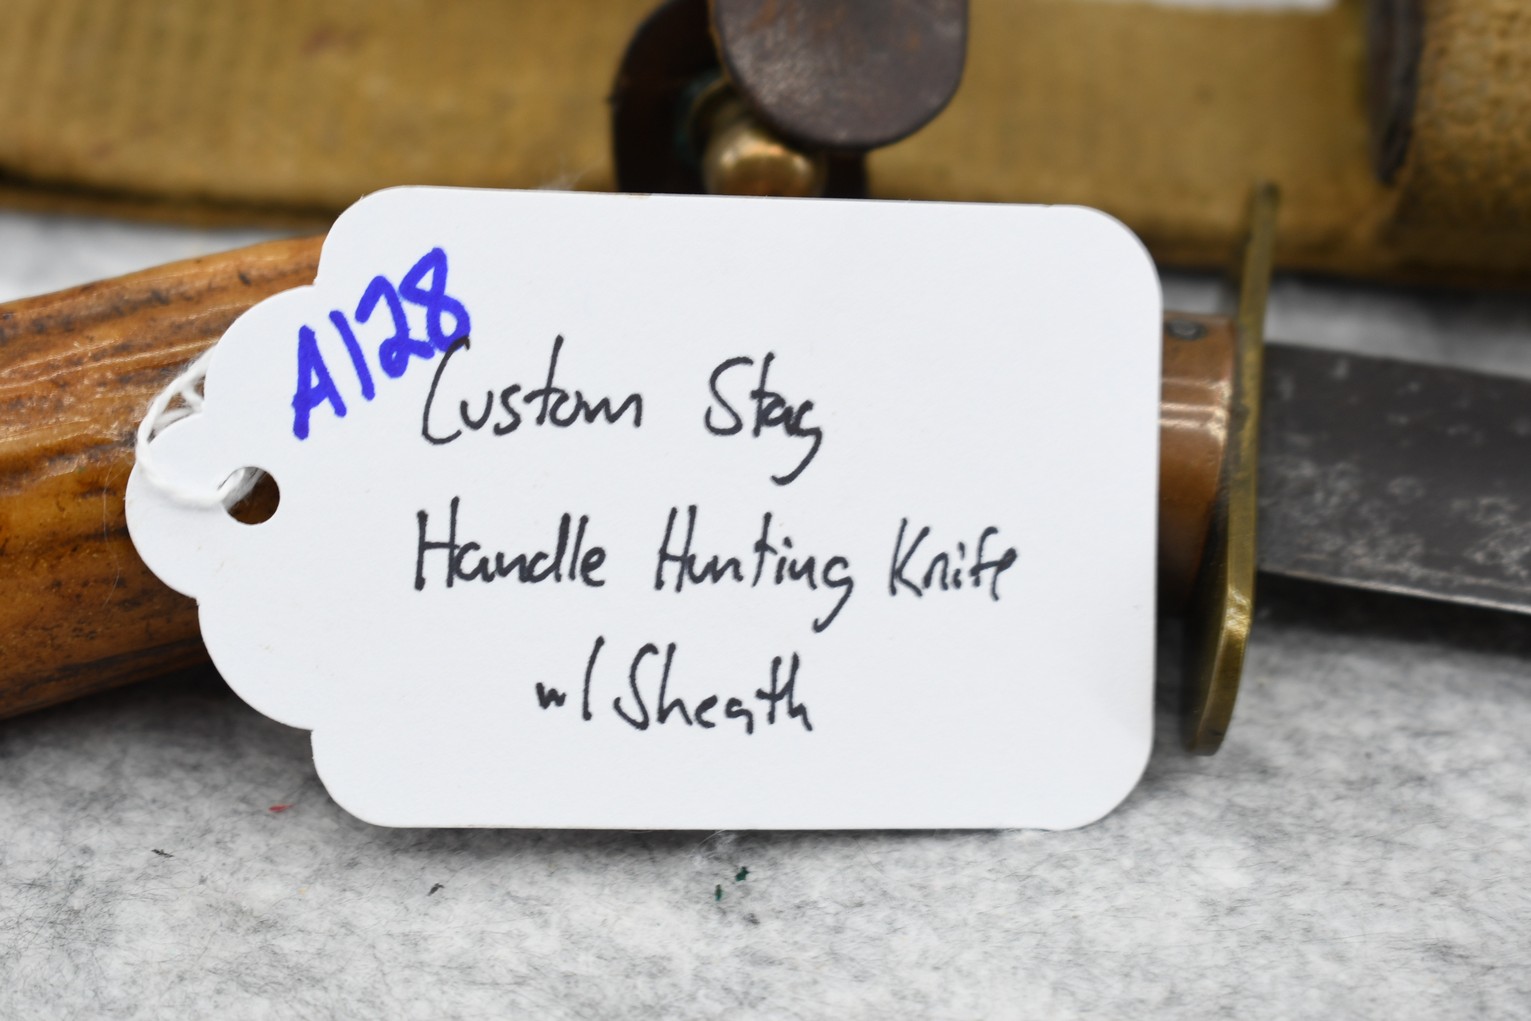 A128
Custom Stag
Handle Hunting Knife
w/ Sheath